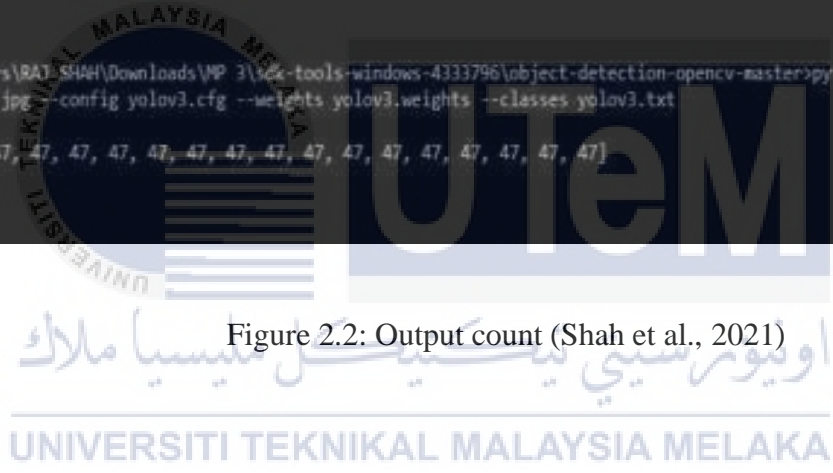 s\RAJ SHAH\Downloads\MP 3\sdk-tools-windows-4333796\object-detection-opencv-master>py
jpg --config yolov3.cfg --weights yolov3.weights --classes yolov3.txt
47, 47, 47, 47, 47, 47, 47, 47, 47, 47, 47, 47, 47, 47, 47, 47]
UNIVERSITI TEKNIKAL MALAYSIA MELAKA
UTeM
Figure 2.2: Output count (Shah et al., 2021)
اونيورسيتي تيكنيكل مليسيا ملاك
UNIVERSITI TEKNIKAL MALAYSIA MELAKA